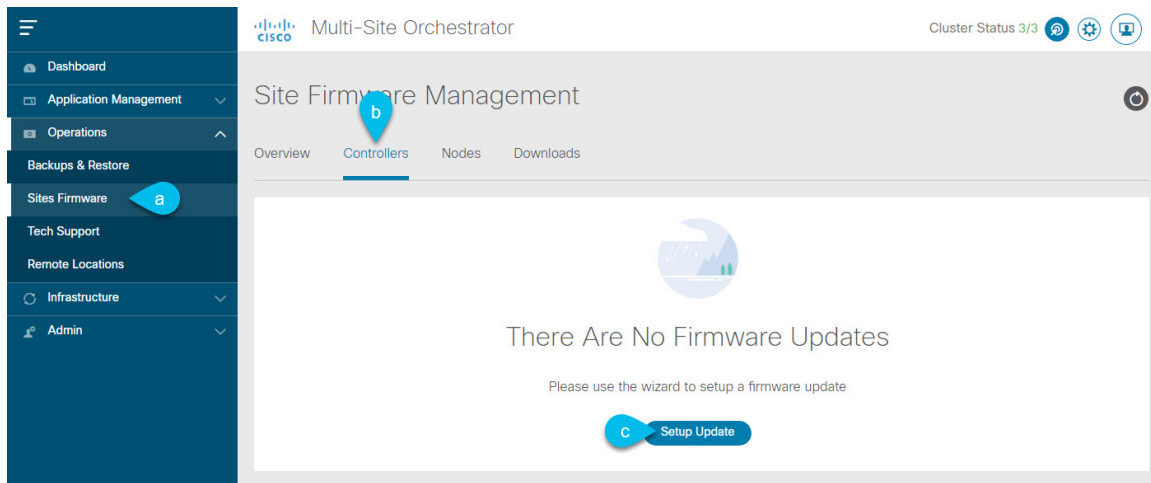 CISCO Multi-Site Orchestrator
Cluster Status 3/3
Dashboard
Application Management
Operations
Backups & Restore
Sites Firmware a
Tech Support
Remote Locations
Infrastructure
Admin
Site Firmware Management
b
Overview Controllers Nodes Downloads
There Are No Firmware Updates
Please use the wizard to setup a firmware update
c Setup Update